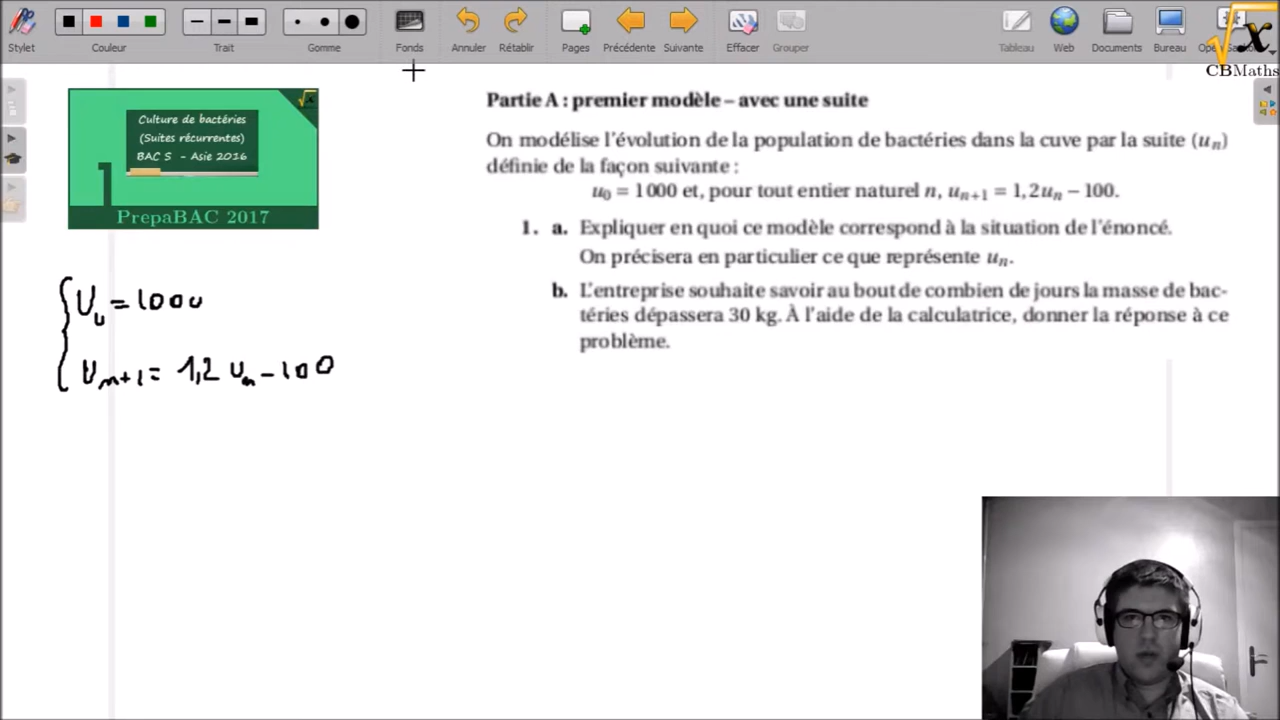 Stylet
Couleur
Trait
Gomme
Fonds
Annuler
Rétablir
Pages
Précédente
Suivante
Effacer
Grouper
Tableau
Web
Documents
Bureau
CBMaths
Culture de bactéries
(Suites récurrentes)
BAC S - Asie 2016
1
PrepaBAC 2017
U₀ = 1000
Uₙ₊₁ = 1,2 Uₙ - 100
Partie A : premier modèle – avec une suite
On modélise l'évolution de la population de bactéries dans la cuve par la suite (uₙ)
définie de la façon suivante :
u₀ = 1 000 et, pour tout entier naturel n, uₙ₊₁ = 1,2uₙ − 100.
1. a. Expliquer en quoi ce modèle correspond à la situation de l'énoncé.
On précisera en particulier ce que représente uₙ.
b. L'entreprise souhaite savoir au bout de combien de jours la masse de bac-
téries dépassera 30 kg. À l'aide de la calculatrice, donner la réponse à ce
problème.